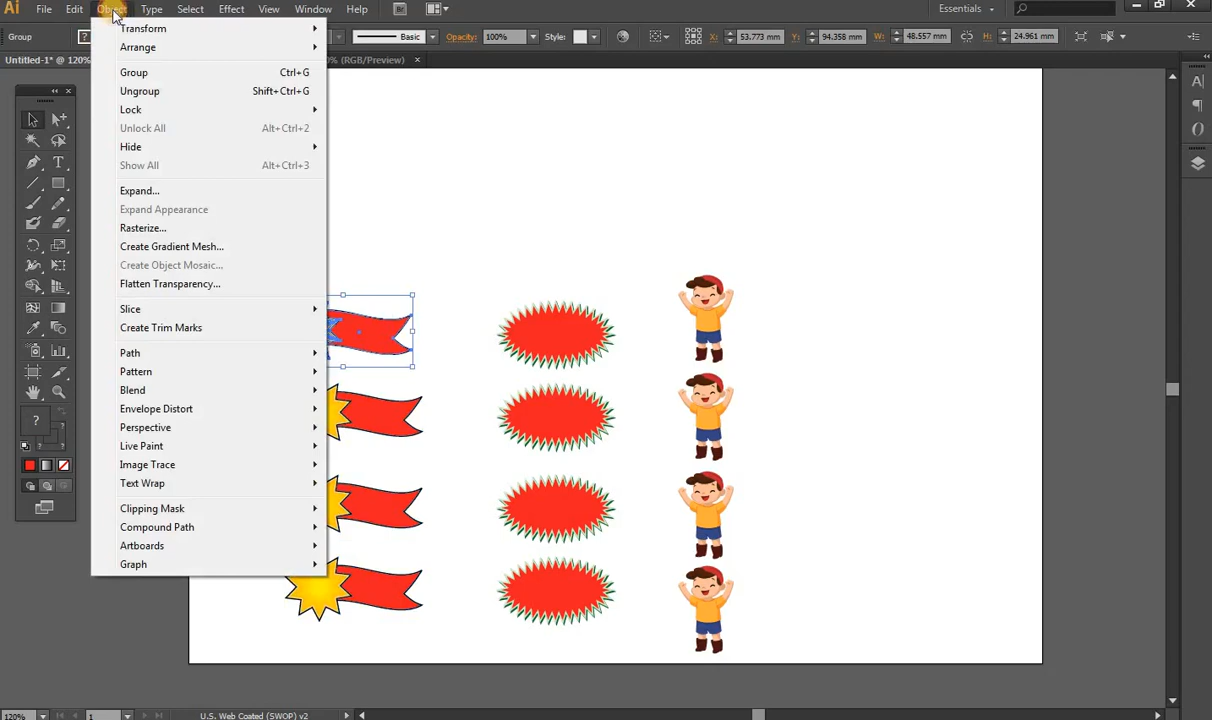 Ai File Edit Object Type Select Effect View Window Help Br Essentials
Group ? Basic Opacity: 100% Style: X: 53.773 mm Y: 94.358 mm W: 48.557 mm H: 24.961 mm
Untitled-1* @ 120% % (RGB/Preview) ×
Transform
Arrange
Group Ctrl+G
Ungroup Shift+Ctrl+G
Lock
Unlock All Alt+Ctrl+2
Hide
Show All Alt+Ctrl+3
Expand...
Expand Appearance
Rasterize...
Create Gradient Mesh...
Create Object Mosaic...
Flatten Transparency...
Slice
Create Trim Marks
Path
Pattern
Blend
Envelope Distort
Perspective
Live Paint
Image Trace
Text Wrap
Clipping Mask
Compound Path
Artboards
Graph
?
120% 1 U.S. Web Coated (SWOP) v2